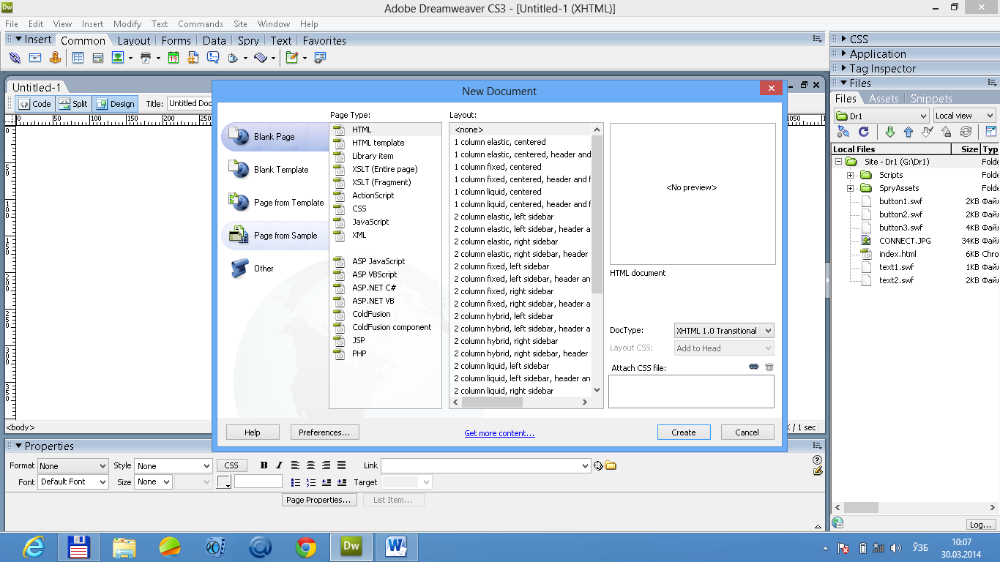 Adobe Dreamweaver CS3 - [Untitled-1 (XHTML)]
File Edit View Insert Modify Text Commands Site Window Help
Insert Common Layout Forms Data Spry Text Favorites
CSS
Application
Tag Inspector
Files
Files Assets Snippets
Dr1 Local view
Local Files Size Typ
Site - Dr1 (G:\Dr1) Folde
Scripts Folde
SpryAssets Folde
button1.swf 2KB Файл
button2.swf 2KB Файл
button3.swf 4KB Файл
CONNECT.JPG 34KB Файл
index.html 6KB Chro
text1.swf 1KB Файл
text2.swf 2KB Файл
Log...
Untitled-1
Code Split Design Title: Untitled Doc
0 50 100 150 200 250 1050
0
50
100
150
200
250
300
350
New Document
Blank Page
Blank Template
Page from Template
Page from Sample
Other
Page Type:
HTML
HTML template
Library item
XSLT (Entire page)
XSLT (Fragment)
ActionScript
CSS
JavaScript
XML
ASP JavaScript
ASP VBScript
ASP.NET C#
ASP.NET VB
ColdFusion
ColdFusion component
JSP
PHP
Layout:
<none>
1 column elastic, centered
1 column elastic, centered, header and
1 column fixed, centered
1 column fixed, centered, header and f
1 column liquid, centered
1 column liquid, centered, header and f
2 column elastic, left sidebar
2 column elastic, left sidebar, header a
2 column elastic, right sidebar
2 column elastic, right sidebar, header
2 column fixed, left sidebar
2 column fixed, left sidebar, header an
2 column fixed, right sidebar
2 column fixed, right sidebar, header a
2 column hybrid, left sidebar
2 column hybrid, left sidebar, header a
2 column hybrid, right sidebar
2 column hybrid, right sidebar, header
2 column liquid, left sidebar
2 column liquid, left sidebar, header an
2 column liquid, right sidebar
<No preview>
HTML document
DocType: XHTML 1.0 Transitional
Layout CSS: Add to Head
Attach CSS file:
Help Preferences... Get more content... Create Cancel
<body> K / 1 sec
Properties
Format None Style None CSS B I Link
Font Default Font Size None Target
Page Properties... List Item...
Dw
ЎЗБ
10:07
30.03.2014